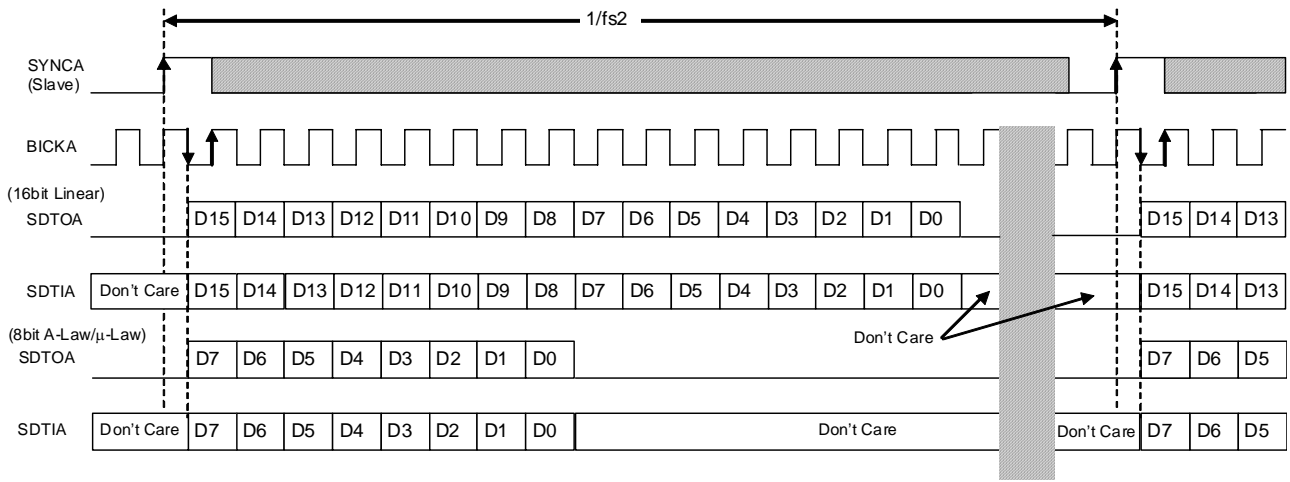 1/fs2
SYNCA
(Slave)
BICKA
(16bit Linear)
SDTOA D15 D14 D13 D12 D11 D10 D9 D8 D7 D6 D5 D4 D3 D2 D1 D0 D15 D14 D13
SDTIA Don't Care D15 D14 D13 D12 D11 D10 D9 D8 D7 D6 D5 D4 D3 D2 D1 D0 D15 D14 D13
Don't Care
(8bit A-Law/μ-Law)
SDTOA D7 D6 D5 D4 D3 D2 D1 D0 D7 D6 D5
SDTIA Don't Care D7 D6 D5 D4 D3 D2 D1 D0 Don't Care Don't Care D7 D6 D5